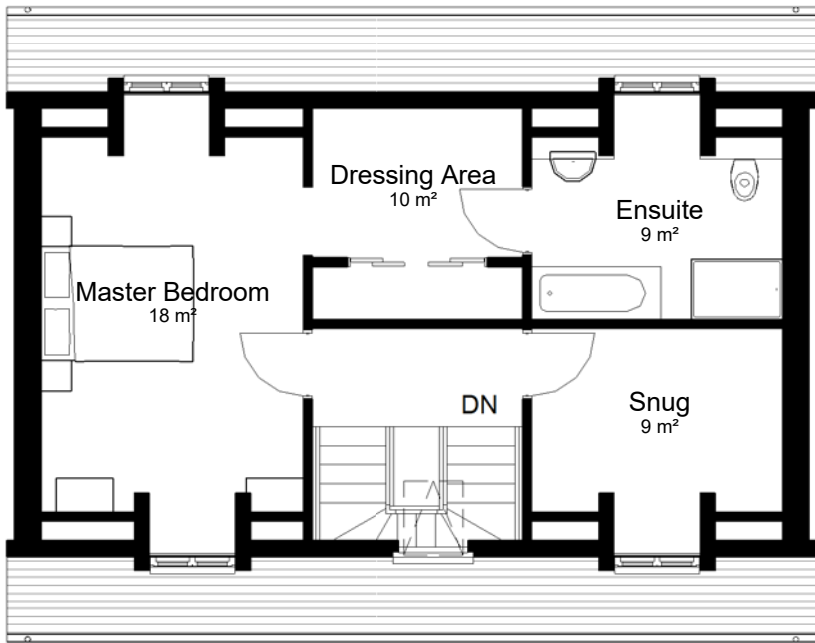 Dressing Area
10 m²
Ensuite
9 m²
Master Bedroom
18 m²
DN
Snug
9 m²